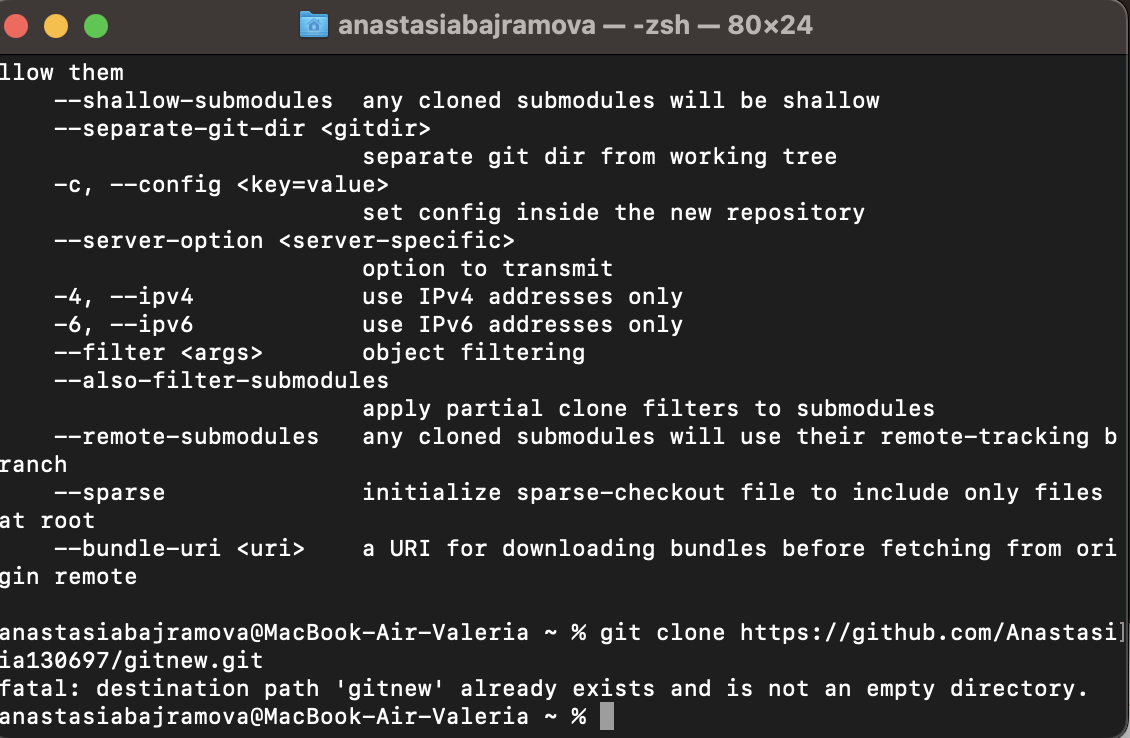 anastasiabajramova — -zsh — 80×24
llow them
    --shallow-submodules  any cloned submodules will be shallow
    --separate-git-dir <gitdir>
                          separate git dir from working tree
    -c, --config <key=value>
                          set config inside the new repository
    --server-option <server-specific>
                          option to transmit
    -4, --ipv4            use IPv4 addresses only
    -6, --ipv6            use IPv6 addresses only
    --filter <args>       object filtering
    --also-filter-submodules
                          apply partial clone filters to submodules
    --remote-submodules   any cloned submodules will use their remote-tracking b
ranch
    --sparse              initialize sparse-checkout file to include only files
at root
    --bundle-uri <uri>    a URI for downloading bundles before fetching from ori
gin remote

anastasiabajramova@MacBook-Air-Valeria ~ % git clone https://github.com/Anastasi]
ia130697/gitnew.git
fatal: destination path 'gitnew' already exists and is not an empty directory.
anastasiabajramova@MacBook-Air-Valeria ~ %